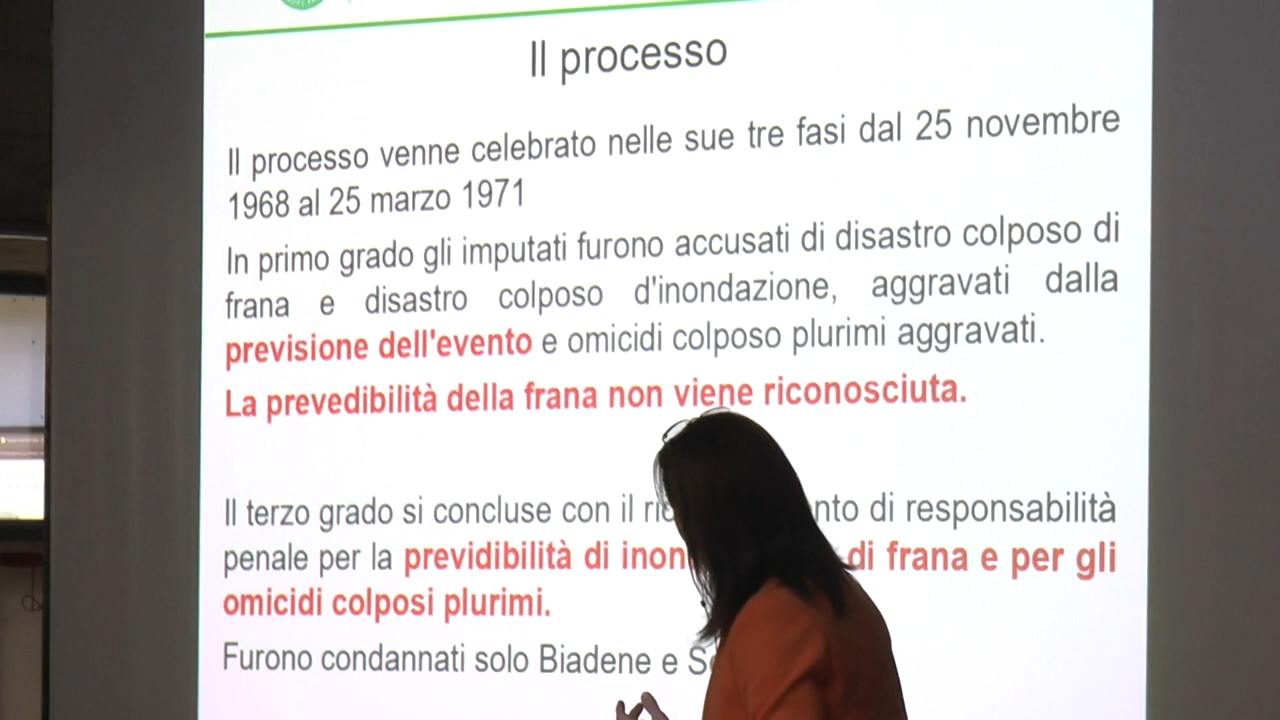 Il processo
Il processo venne celebrato nelle sue tre fasi dal 25 novembre
1968 al 25 marzo 1971
In primo grado gli imputati furono accusati di disastro colposo di
frana e disastro colposo d'inondazione, aggravati dalla
previsione dell'evento e omicidi colposo plurimi aggravati.
La prevedibilità della frana non viene riconosciuta.
Il terzo grado si concluse con il di responsabilità
penale per la previdibilità di di frana e per gli
omicidi colposi plurimi.
Furono condannati solo Biadene e